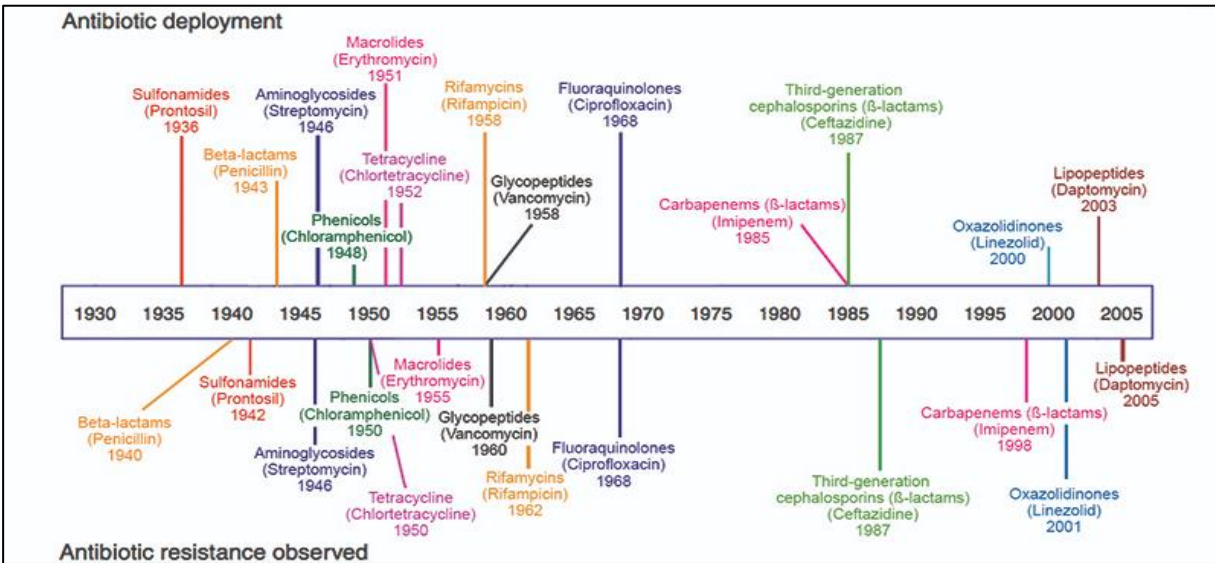 Antibiotic deployment
Sulfonamides
(Prontosil)
1936
Beta-lactams
(Penicillin)
1943
Aminoglycosides
(Streptomycin)
1946
Phenicols
(Chloramphenicol)
1948)
Macrolides
(Erythromycin)
1951
Tetracycline
(Chlortetracycline)
1952
Rifamycins
(Rifampicin)
1958
Glycopeptides
(Vancomycin)
1958
Fluoraquinolones
(Ciprofloxacin)
1968
Carbapenems (ß-lactams)
(Imipenem)
1985
Third-generation
cephalosporins (ß-lactams)
(Ceftazidine)
1987
Oxazolidinones
(Linezolid)
2000
Lipopeptides
(Daptomycin)
2003
1930 1935 1940 1945 1950 1955 1960 1965 1970 1975 1980 1985 1990 1995 2000 2005
Beta-lactams
(Penicillin)
1940
Sulfonamides
(Prontosil)
1942
Aminoglycosides
(Streptomycin)
1946
Phenicols
(Chloramphenicol)
1950
Tetracycline
(Chlortetracycline)
1950
Macrolides
(Erythromycin)
1955
Glycopeptides
(Vancomycin)
1960
Rifamycins
(Rifampicin)
1962
Fluoraquinolones
(Ciprofloxacin)
1968
Third-generation
cephalosporins (ß-lactams)
(Ceftazidine)
1987
Carbapenems (ß-lactams)
(Imipenem)
1998
Oxazolidinones
(Linezolid)
2001
Lipopeptides
(Daptomycin)
2005
Antibiotic resistance observed